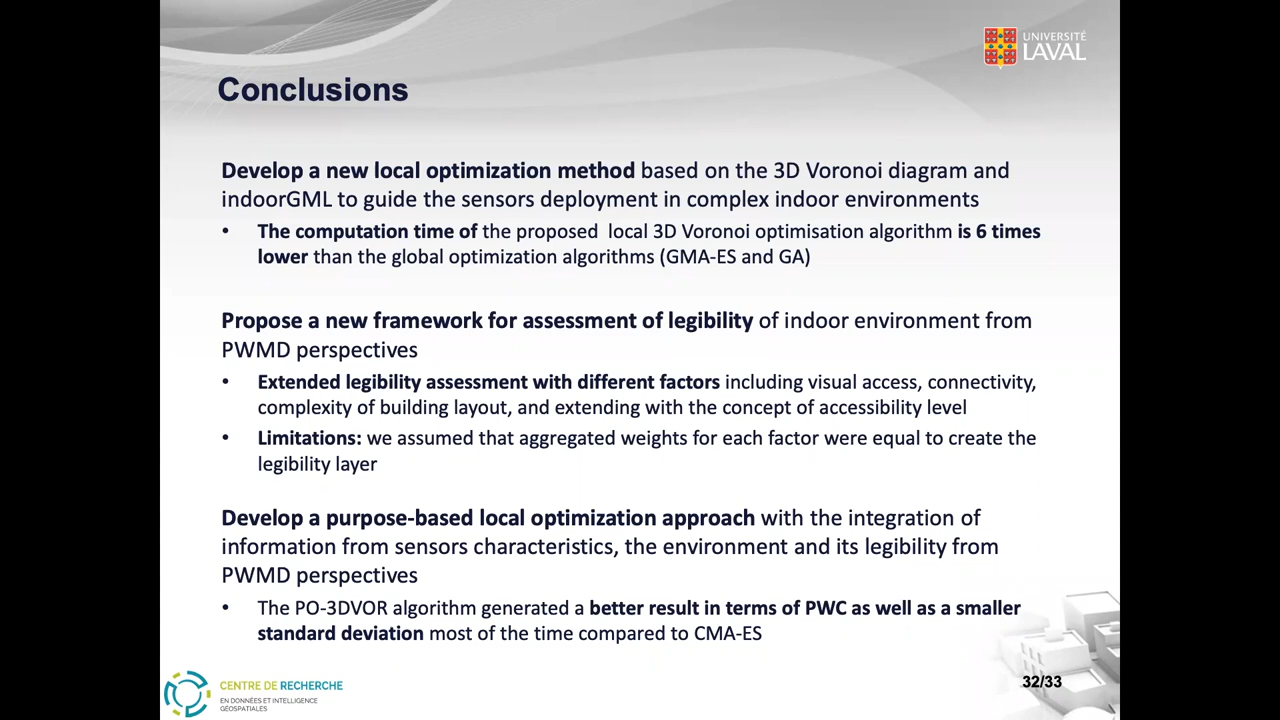 UNIVERSITÉ
LAVAL
Conclusions
Develop a new local optimization method based on the 3D Voronoi diagram and
indoorGML to guide the sensors deployment in complex indoor environments
• The computation time of the proposed  local 3D Voronoi optimisation algorithm is 6 times
lower than the global optimization algorithms (GMA-ES and GA)
Propose a new framework for assessment of legibility of indoor environment from
PWMD perspectives
• Extended legibility assessment with different factors including visual access, connectivity,
complexity of building layout, and extending with the concept of accessibility level
• Limitations: we assumed that aggregated weights for each factor were equal to create the
legibility layer
Develop a purpose-based local optimization approach with the integration of
information from sensors characteristics, the environment and its legibility from
PWMD perspectives
• The PO-3DVOR algorithm generated a better result in terms of PWC as well as a smaller
standard deviation most of the time compared to CMA-ES
32/33
CENTRE DE RECHERCHE
EN DONNÉES ET INTELLIGENCE
GÉOSPATIALES